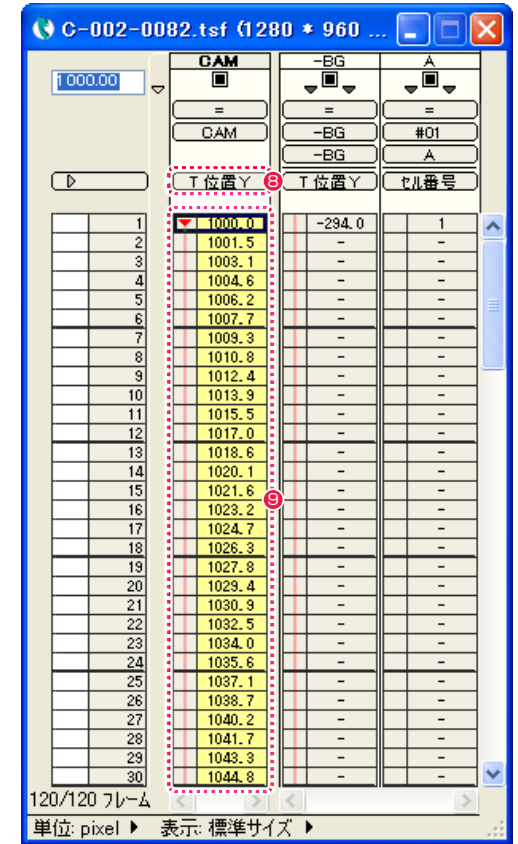 C-002-0082.tsf (1280 * 960 ...
CAM -BG A
1000.00
= = =
CAM -BG #01
-BG A
T 位置Y 8 T 位置Y セル番号
1 1000.0 -294.0 1
2 1001.5 - -
3 1003.1 - -
4 1004.6 - -
5 1006.2 - -
6 1007.7 - -
7 1009.3 - -
8 1010.8 - -
9 1012.4 - -
10 1013.9 - -
11 1015.5 - -
12 1017.0 - -
13 1018.6 - -
14 1020.1 - -
15 1021.6 9 - -
16 1023.2 - -
17 1024.7 - -
18 1026.3 - -
19 1027.8 - -
20 1029.4 - -
21 1030.9 - -
22 1032.5 - -
23 1034.0 - -
24 1035.6 - -
25 1037.1 - -
26 1038.7 - -
27 1040.2 - -
28 1041.7 - -
29 1043.3 - -
30 1044.8 - -
120/120 フレーム
単位: pixel 表示: 標準サイズ